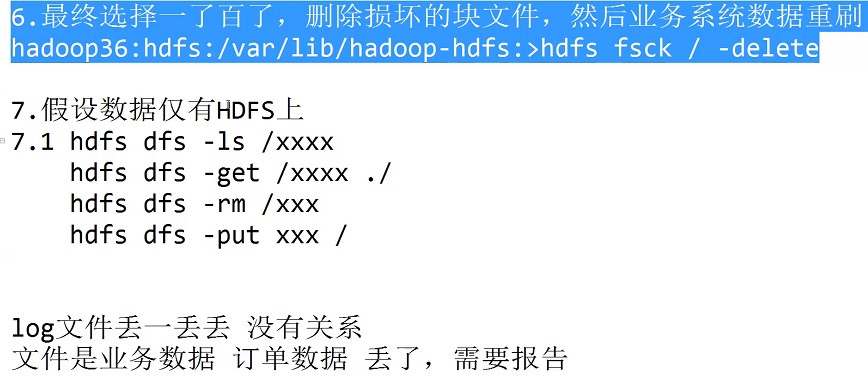 6.最终选择一了百了，删除损坏的块文件，然后业务系统数据重刷
hadoop36:hdfs:/var/lib/hadoop-hdfs:>hdfs fsck / -delete
7.假设数据仅有HDFS上
7.1 hdfs dfs -ls /xxxx
hdfs dfs -get /xxxx ./
hdfs dfs -rm /xxx
hdfs dfs -put xxx /
log文件丢一丢丢 没有关系
文件是业务数据 订单数据 丢了，需要报告